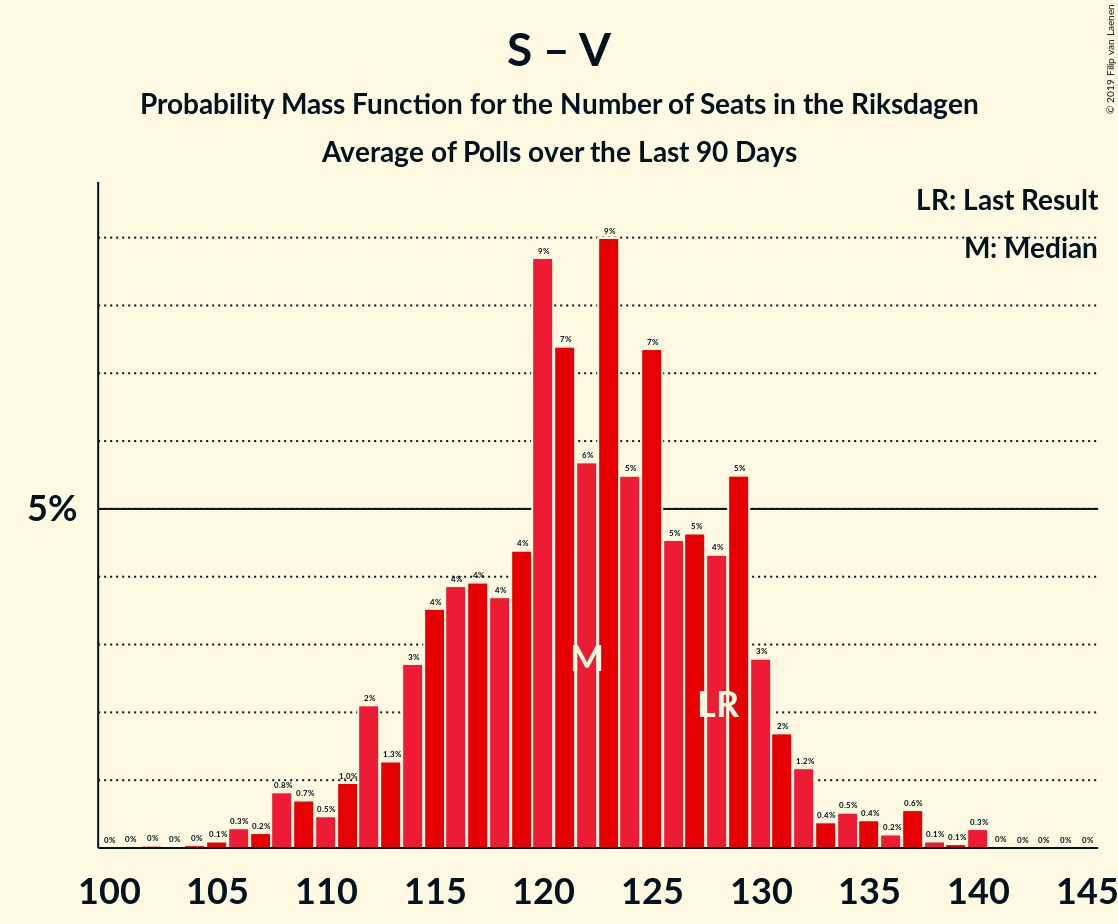 S – V
Probability Mass Function for the Number of Seats in the Riksdagen
Average of Polls over the Last 90 Days
© 2019 Filip van Laenen
LR: Last Result
M: Median
5%
0% 0% 0% 0% 0% 0.1% 0.3% 0.2% 0.8% 0.7% 0.5% 1.0% 2% 1.3% 3% 4% 4% 4% 4% 4% 9% 7% 6% 9% 5% 7% 5% 5% 4% 5% 3% 2% 1.2% 0.4% 0.5% 0.4% 0.2% 0.6% 0.1% 0.1% 0.3% 0% 0% 0% 0% 0%
M
LR
100 105 110 115 120 125 130 135 140 145